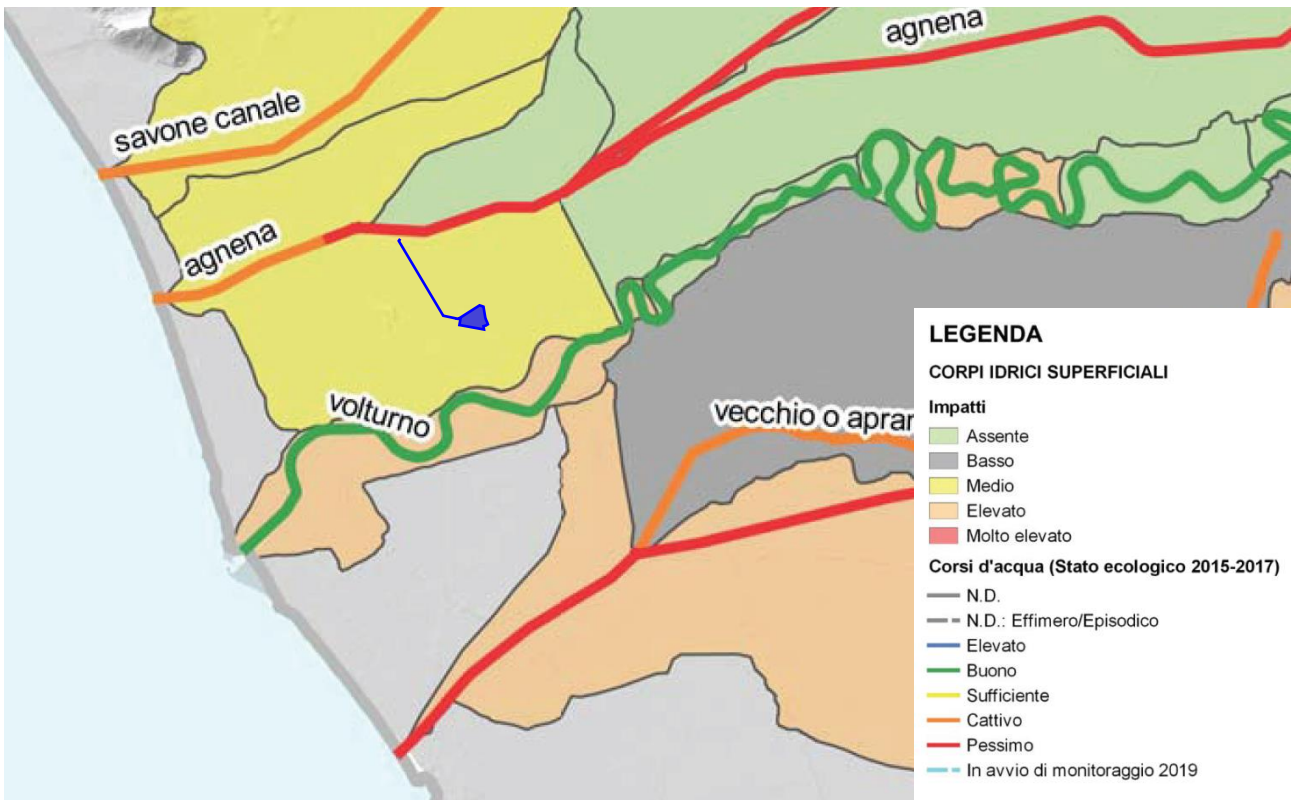 agnena
savone canale
agnena
volturno
vecchio o apran
LEGENDA
CORPI IDRICI SUPERFICIALI
Impatti
Assente
Basso
Medio
Elevato
Molto elevato
Corsi d'acqua (Stato ecologico 2015-2017)
N.D.
N.D.: Effimero/Episodico
Elevato
Buono
Sufficiente
Cattivo
Pessimo
In avvio di monitoraggio 2019